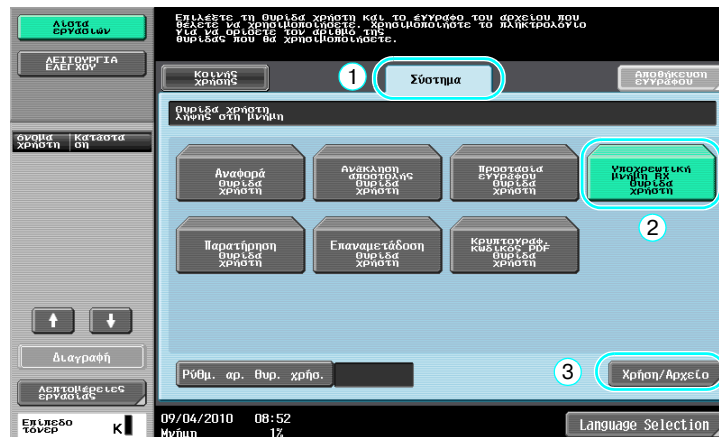 Λίστα
εργασιών
ΛΕΙΤΟΥΡΓΙΑ
ΕΛΕΓΧΟΥ
όνομα
χρήστη
Κατάστα
ση
Διαγραφή
Λεπτομέρειες
εργασίας
Επίπεδο
τόνερ
K
Επιλέξτε τη θυρίδα χρήστη και το έγγραφο του αρχείου που
θέλετε να χρησιμοποιήσετε. Χρησιμοποιήστε το πληκτρολόγιο
για να ορίσετε τον αριθμό της
θυρίδας που θα χρησιμοποιήσετε.
Κοινής
χρήσης
1
Σύστημα
Αποθήκευση
εγγράφου
Θυρίδα χρήστη
λήψης στη μνήμη
Αναφορά
θυρίδα
χρήστη
Ανάκληση
αποστολής
θυρίδα
χρήστη
Προστασία
εγγράφου
θυρίδα
χρήστη
Υποχρεωτική
μνήμη RX
θυρίδα
χρήστη
2
Παρατήρηση
θυρίδα
χρήστη
Επαναμετάδοση
θυρίδα
χρήστη
Κρυπτογραφ.
κωδικός PDF
θυρίδα
χρήστη
Ρύθμ. αρ. θυρ. χρήσ.
3
Χρήση/Αρχείο
09/04/2010 08:52
Μνήμη 1%
Language Selection